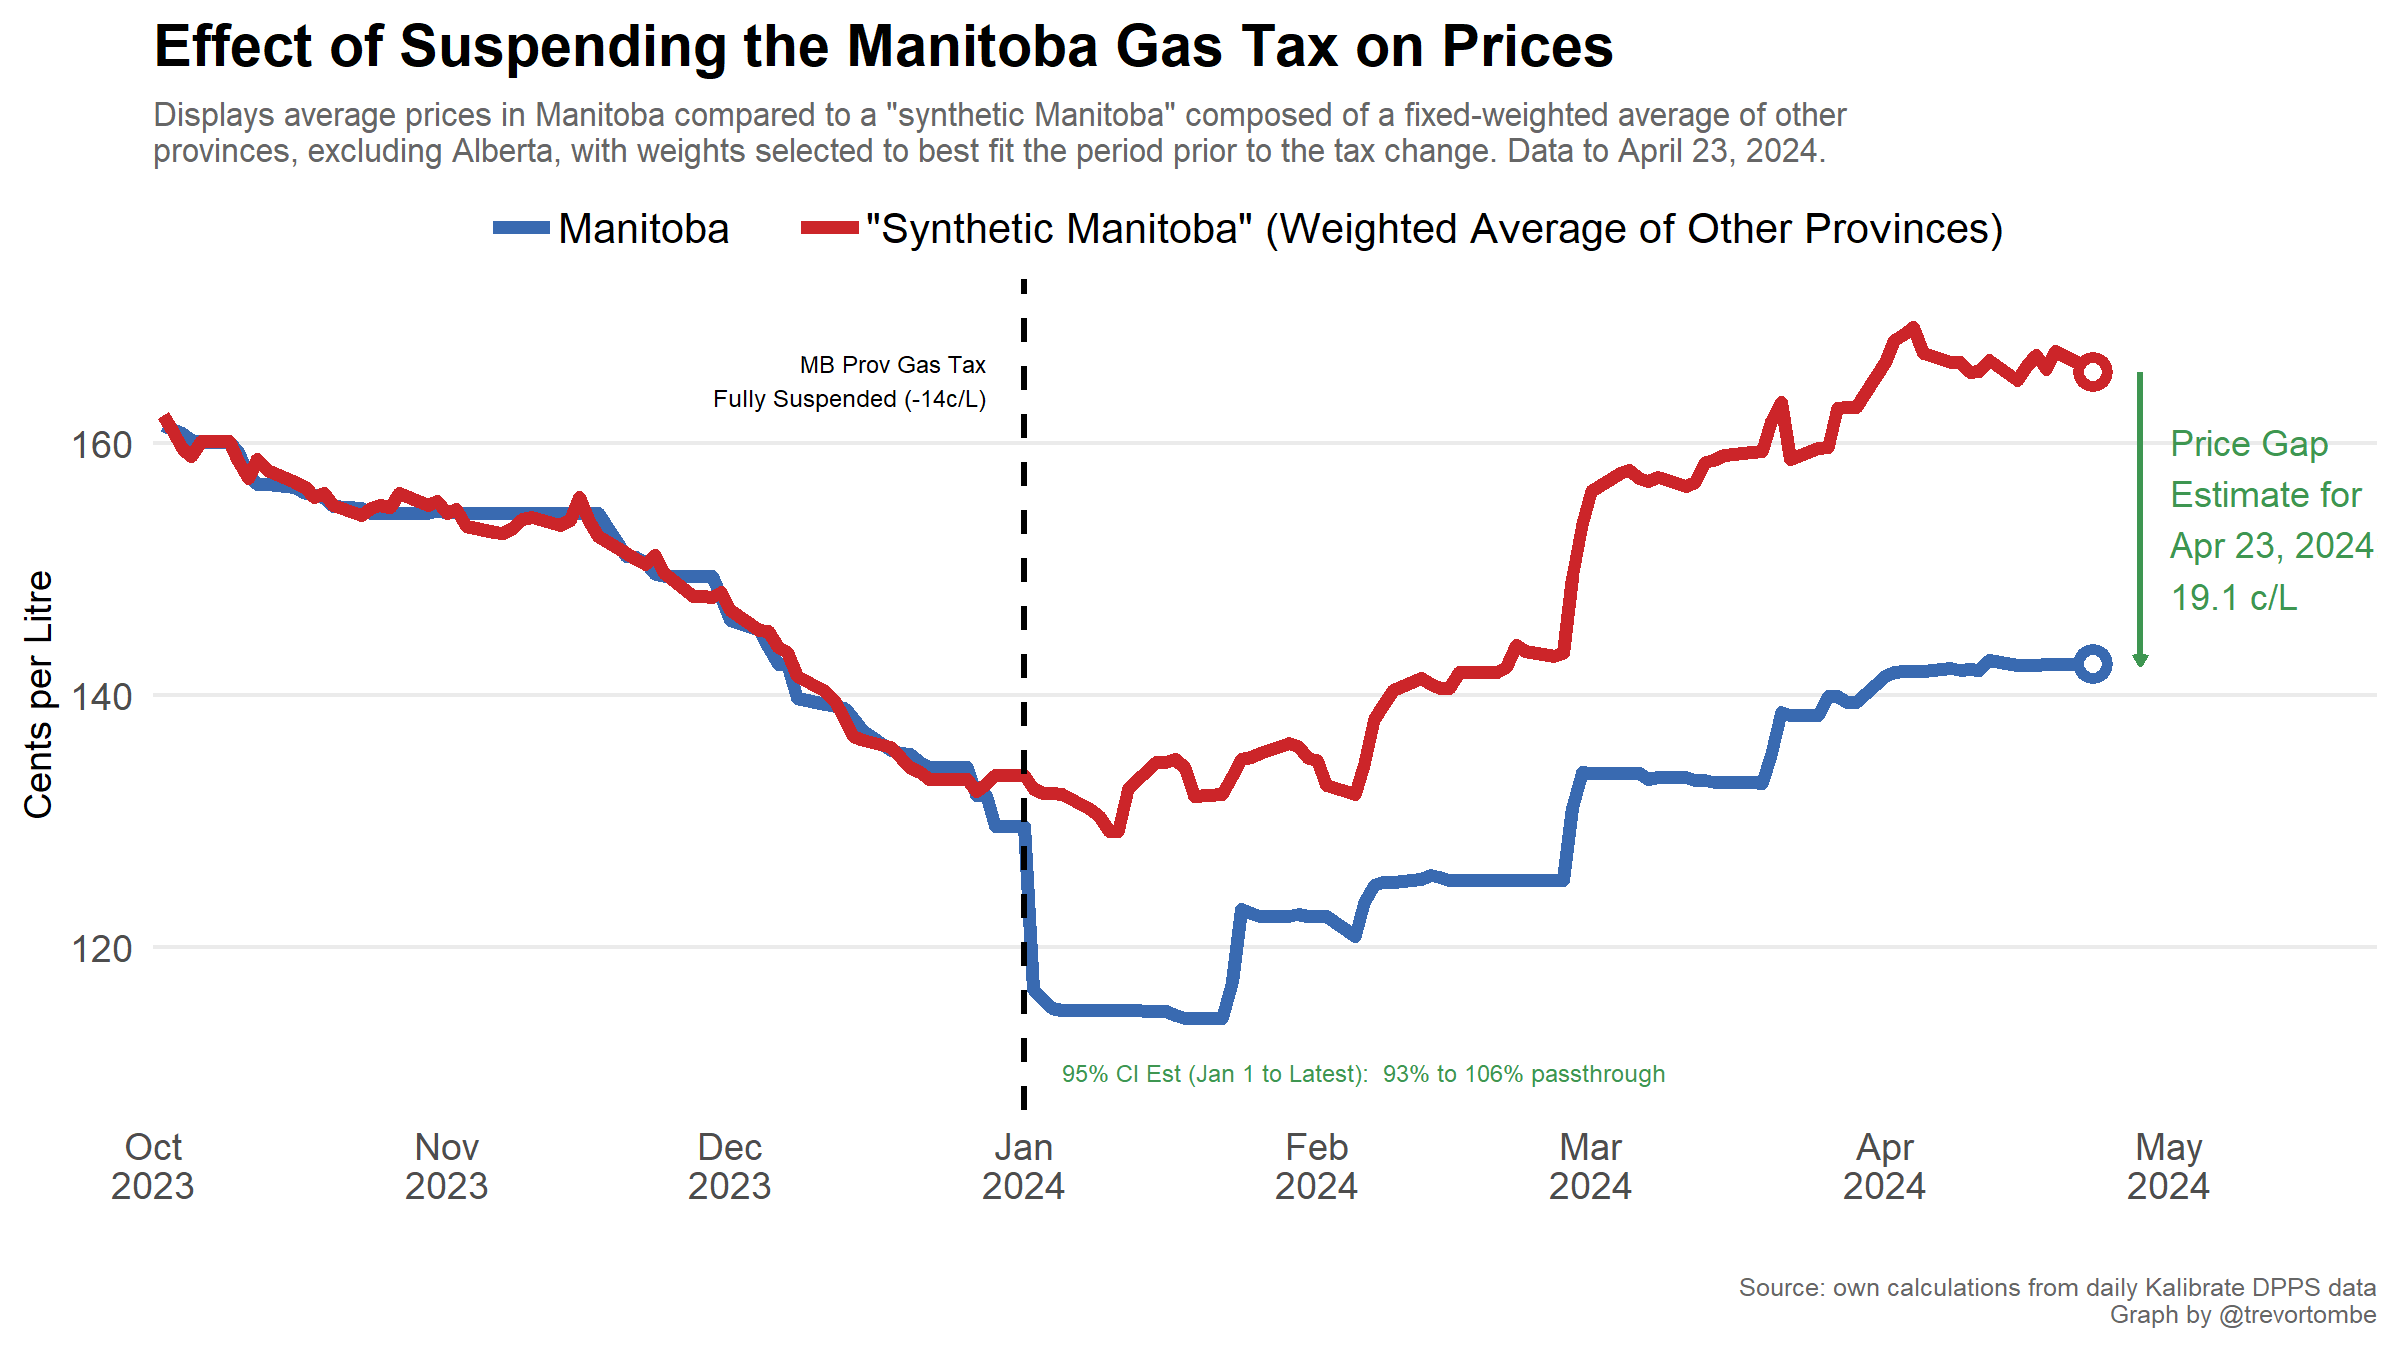 Effect of Suspending the Manitoba Gas Tax on Prices
Displays average prices in Manitoba compared to a "synthetic Manitoba" composed of a fixed-weighted average of other
provinces, excluding Alberta, with weights selected to best fit the period prior to the tax change. Data to April 23, 2024.
Manitoba
"Synthetic Manitoba" (Weighted Average of Other Provinces)
MB Prov Gas Tax
Fully Suspended (-14c/L)
Price Gap
Estimate for
Apr 23, 2024
19.1 c/L
Cents per Litre
160
140
120
95% CI Est (Jan 1 to Latest):  93% to 106% passthrough
Oct
2023
Nov
2023
Dec
2023
Jan
2024
Feb
2024
Mar
2024
Apr
2024
May
2024
Source: own calculations from daily Kalibrate DPPS data
Graph by @trevortombe